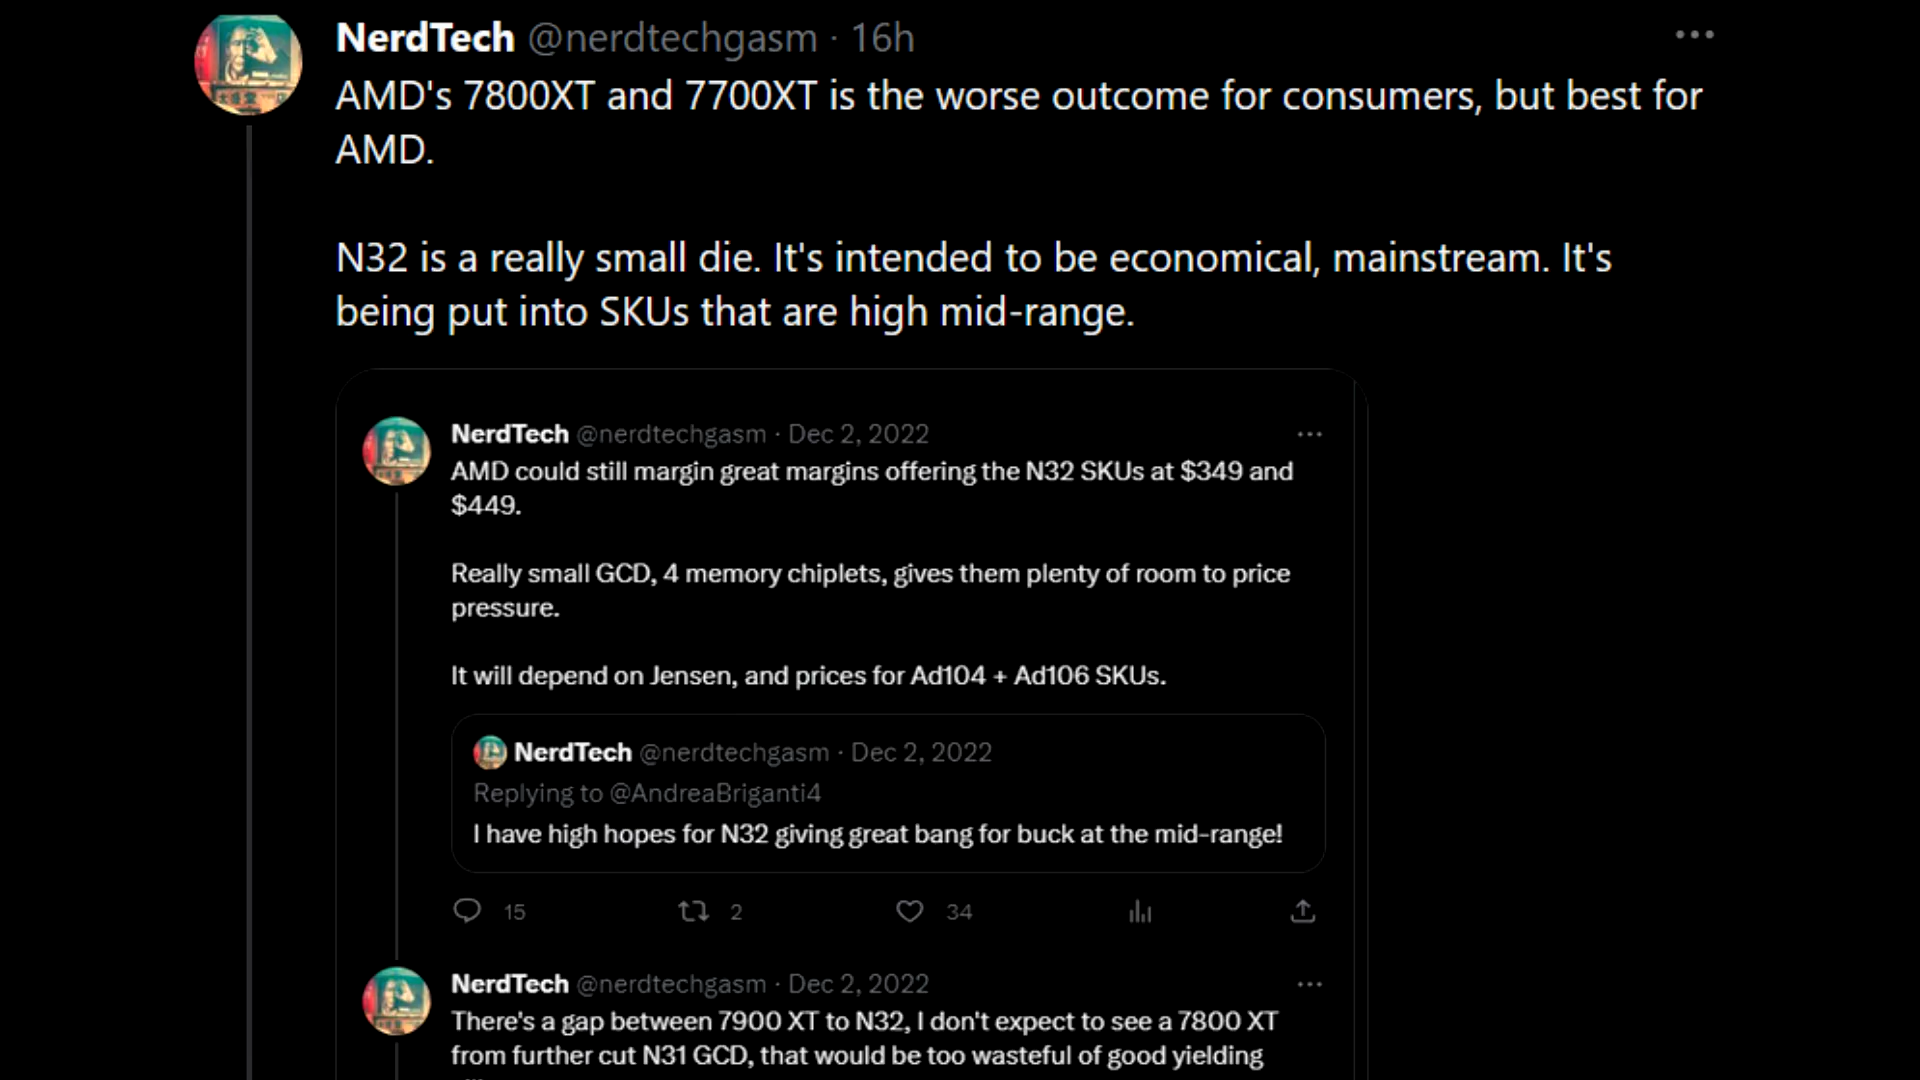 NerdTech @nerdtechgasm · 16h
AMD's 7800XT and 7700XT is the worse outcome for consumers, but best for
AMD.
N32 is a really small die. It's intended to be economical, mainstream. It's
being put into SKUs that are high mid-range.
NerdTech @nerdtechgasm · Dec 2, 2022
AMD could still margin great margins offering the N32 SKUs at $349 and
$449.
Really small GCD, 4 memory chiplets, gives them plenty of room to price
pressure.
It will depend on Jensen, and prices for Ad104 + Ad106 SKUs.
NerdTech @nerdtechgasm · Dec 2, 2022
Replying to @AndreaBriganti4
I have high hopes for N32 giving great bang for buck at the mid-range!
15 2 34
NerdTech @nerdtechgasm · Dec 2, 2022
There's a gap between 7900 XT to N32, I don't expect to see a 7800 XT
from further cut N31 GCD, that would be too wasteful of good yielding